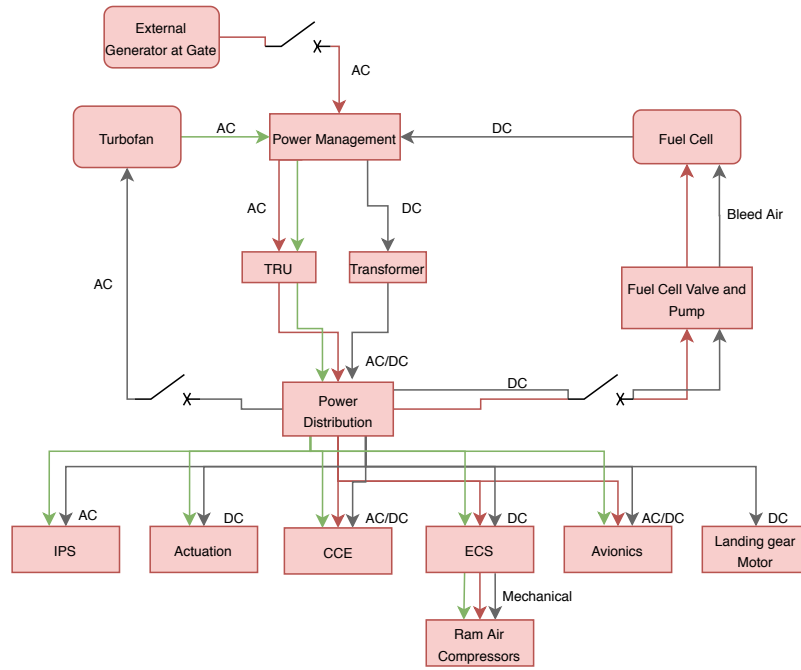 External
Generator at Gate
AC
Turbofan
AC
Power Management
DC
Fuel Cell
AC
DC
Bleed Air
TRU
Transformer
AC
Fuel Cell Valve and
Pump
AC/DC
Power
Distribution
DC
AC
DC
AC/DC
DC
AC/DC
DC
IPS
Actuation
CCE
ECS
Avionics
Landing gear
Motor
Mechanical
Ram Air
Compressors